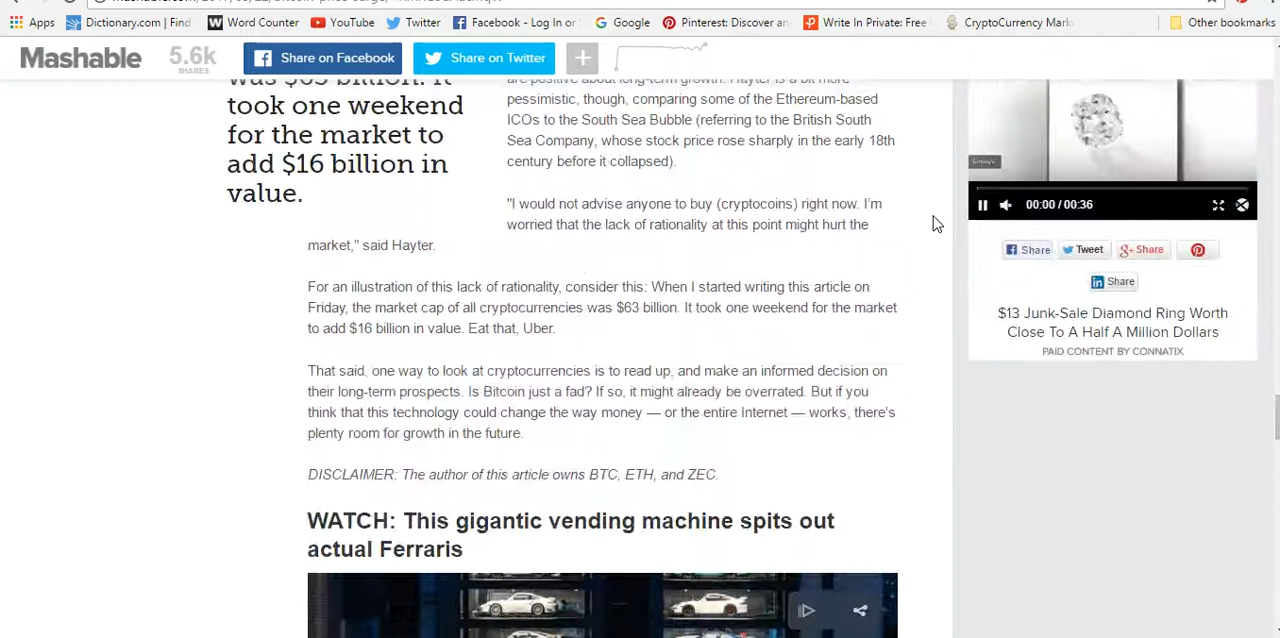 Apps
Dictionary.com | Find
Word Counter
YouTube
Twitter
Facebook - Log In or
Google
Pinterest: Discover an
Write In Private: Free
CryptoCurrency Mark
Other bookmarks
Mashable
5.6k
SHARES
Share on Facebook
Share on Twitter
was $63 billion. It
took one weekend
for the market to
add $16 billion in
value.
are positive about long-term growth. Hayter is a bit more
pessimistic, though, comparing some of the Ethereum-based
ICOs to the South Sea Bubble (referring to the British South
Sea Company, whose stock price rose sharply in the early 18th
century before it collapsed).
"I would not advise anyone to buy (cryptocoins) right now. I'm
worried that the lack of rationality at this point might hurt the
market," said Hayter.
For an illustration of this lack of rationality, consider this: When I started writing this article on
Friday, the market cap of all cryptocurrencies was $63 billion. It took one weekend for the market
to add $16 billion in value. Eat that, Uber.
That said, one way to look at cryptocurrencies is to read up, and make an informed decision on
their long-term prospects. Is Bitcoin just a fad? If so, it might already be overrated. But if you
think that this technology could change the way money — or the entire Internet — works, there's
plenty room for growth in the future.
DISCLAIMER: The author of this article owns BTC, ETH, and ZEC.
WATCH: This gigantic vending machine spits out
actual Ferraris
00:00 / 00:36
Share
Tweet
Share
Share
$13 Junk-Sale Diamond Ring Worth
Close To A Half A Million Dollars
PAID CONTENT BY CONNATIX